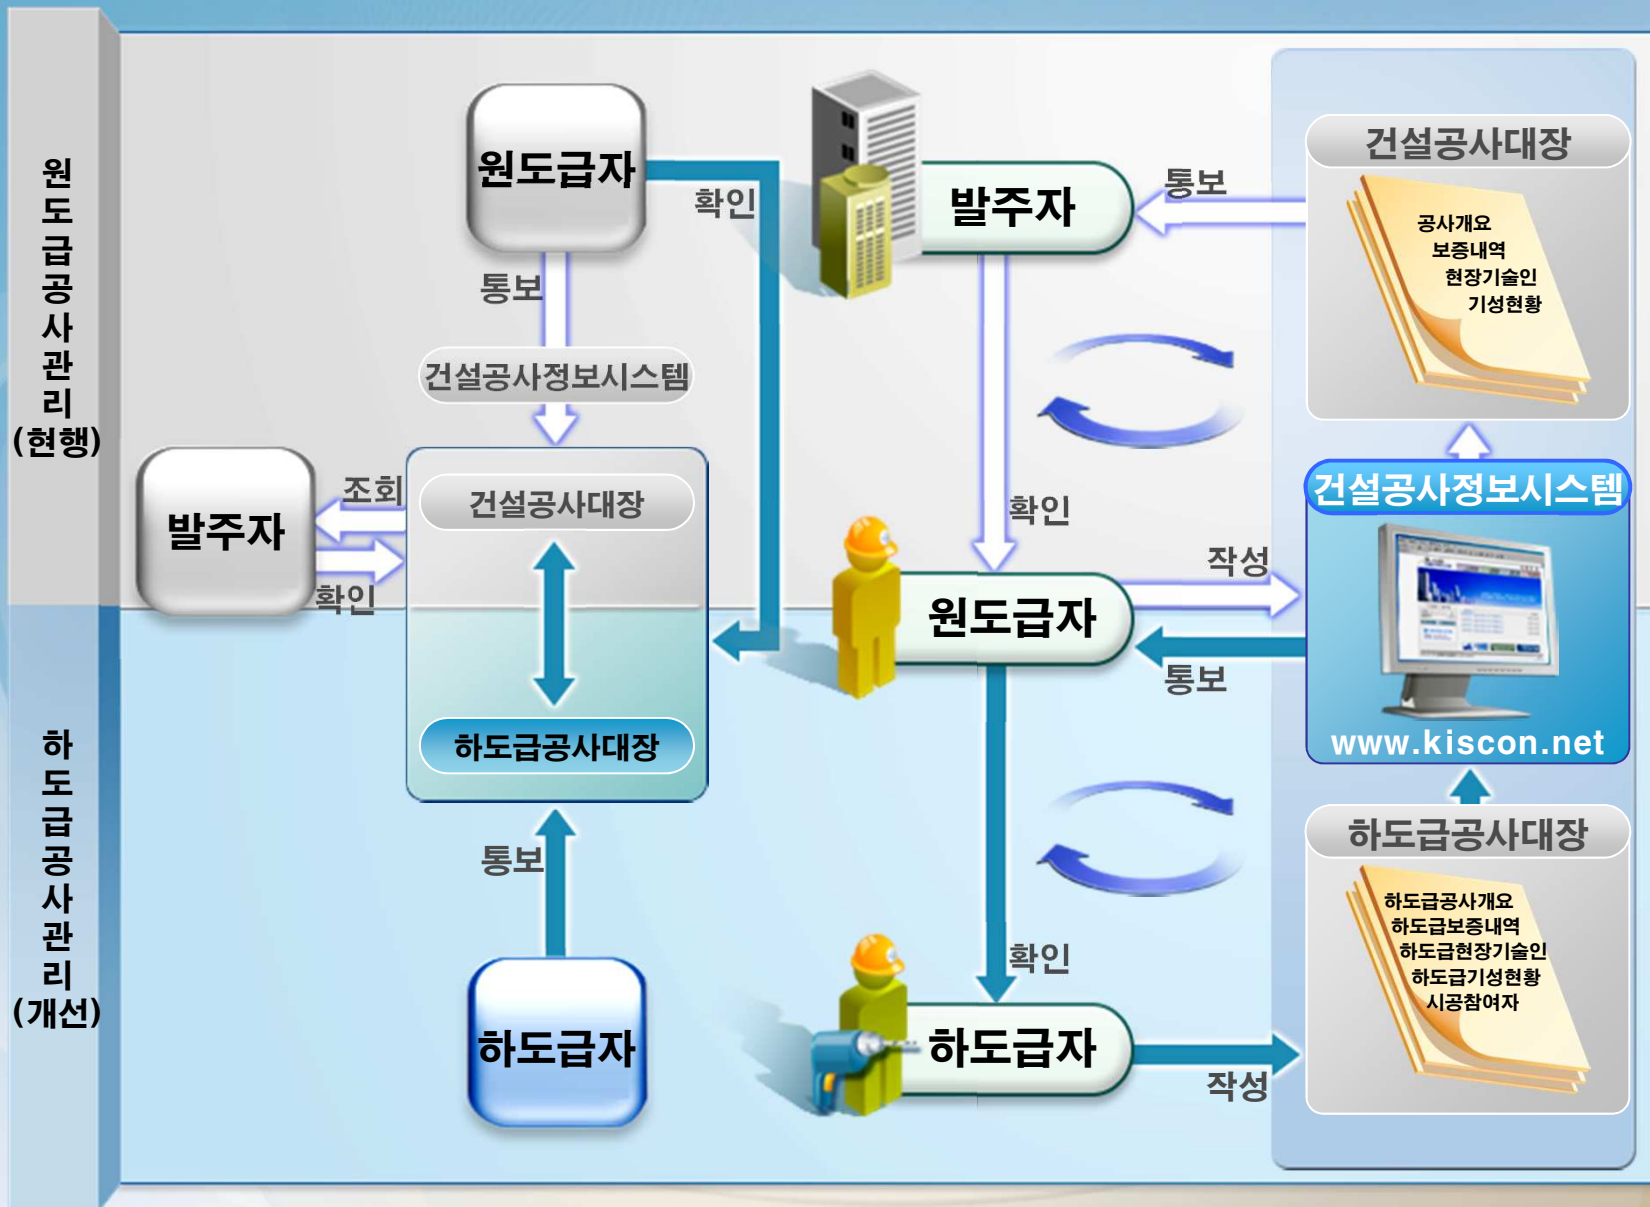 원도급공사관리
(현행)
하도급공사관리
(개선)
원도급자
확인
통보
건설공사정보시스템
발주자
조회
확인
건설공사대장
하도급공사대장
통보
하도급자
발주자
통보
확인
원도급자
작성
통보
확인
하도급자
작성
건설공사대장
공사개요
보증내역
현장기술인
기성현황
건설공사정보시스템
www.kiscon.net
하도급공사대장
하도급공사개요
하도급보증내역
하도급현장기술인
하도급기성현황
시공참여자